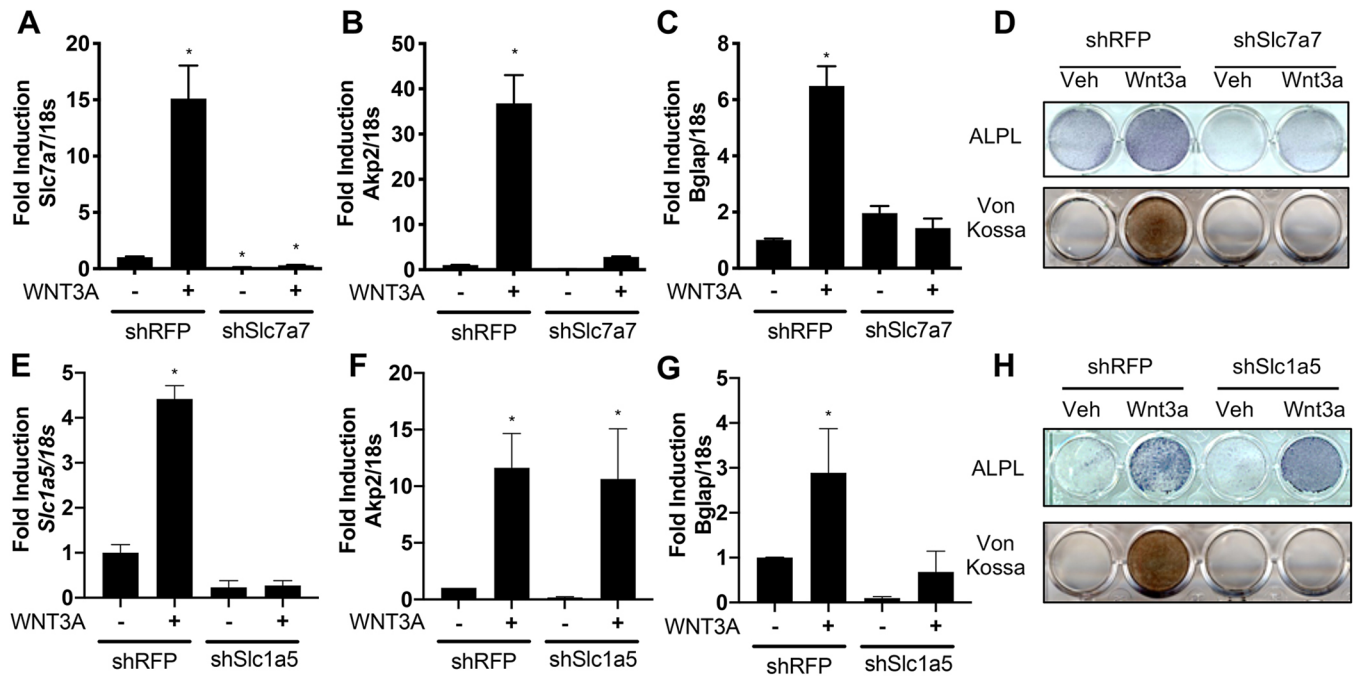 A
Fold Induction
Slc7a7/18s
20
15
10
5
0
*
*
*
WNT3A - + - +
shRFP shSlc7a7
B
Fold Induction
Akp2/18s
50
40
30
20
10
0
*
WNT3A - + - +
shRFP shSlc7a7
C
Fold Induction
Bglap/18s
8
6
4
2
0
*
WNT3A - + - +
shRFP shSlc7a7
D
shRFP shSlc7a7
Veh Wnt3a Veh Wnt3a
ALPL
Von
Kossa
E
Fold Induction
Slc1a5/18s
5
4
3
2
1
0
*
WNT3A - + - +
shRFP shSlc1a5
F
Fold Induction
Akp2/18s
20
15
10
5
0
*
*
WNT3A - + - +
shRFP shSlc1a5
G
Fold Induction
Bglap/18s
5
4
3
2
1
0
*
WNT3A - + - +
shRFP shSlc1a5
H
shRFP shSlc1a5
Veh Wnt3a Veh Wnt3a
ALPL
Von
Kossa